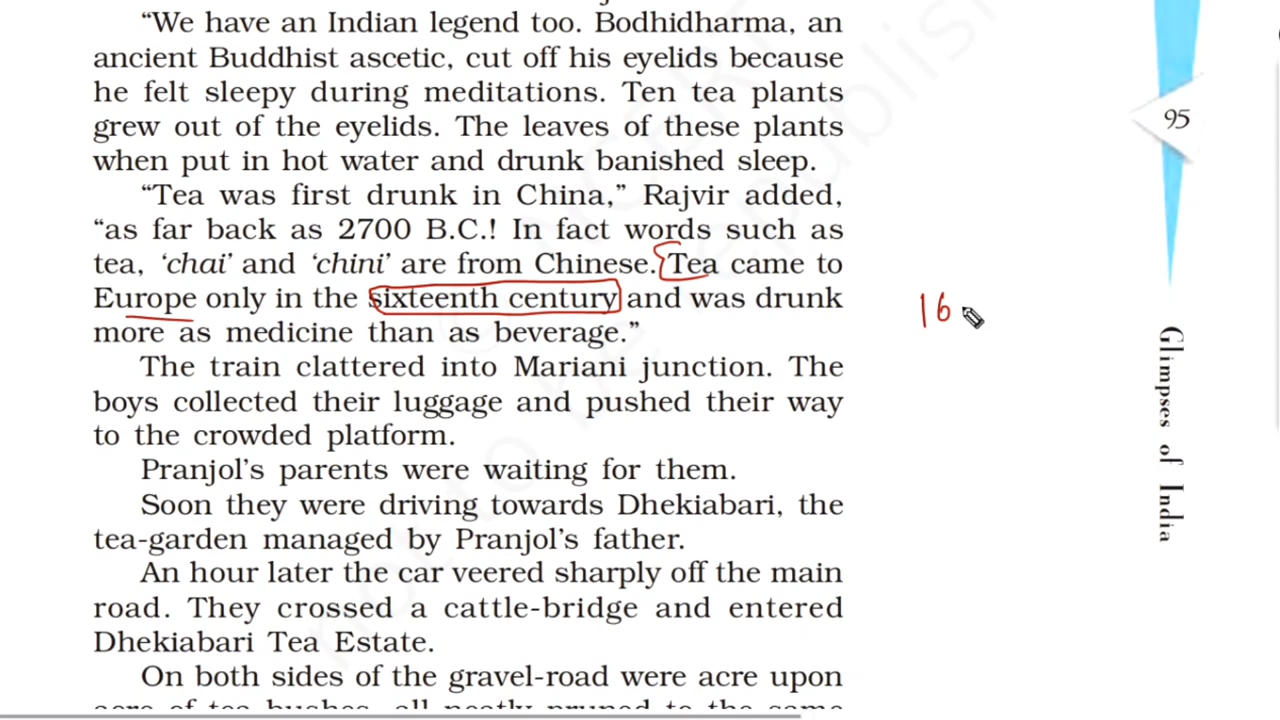 “We have an Indian legend too. Bodhidharma, an
ancient Buddhist ascetic, cut off his eyelids because
he felt sleepy during meditations. Ten tea plants
grew out of the eyelids. The leaves of these plants
when put in hot water and drunk banished sleep.
“Tea was first drunk in China,” Rajvir added,
“as far back as 2700 B.C.! In fact words such as
tea, ‘chai’ and ‘chini’ are from Chinese. Tea came to
Europe only in the sixteenth century and was drunk
more as medicine than as beverage.”
The train clattered into Mariani junction. The
boys collected their luggage and pushed their way
to the crowded platform.
Pranjol’s parents were waiting for them.
Soon they were driving towards Dhekiabari, the
tea-garden managed by Pranjol’s father.
An hour later the car veered sharply off the main
road. They crossed a cattle-bridge and entered
Dhekiabari Tea Estate.
On both sides of the gravel-road were acre upon
16
95
Glimpses of India